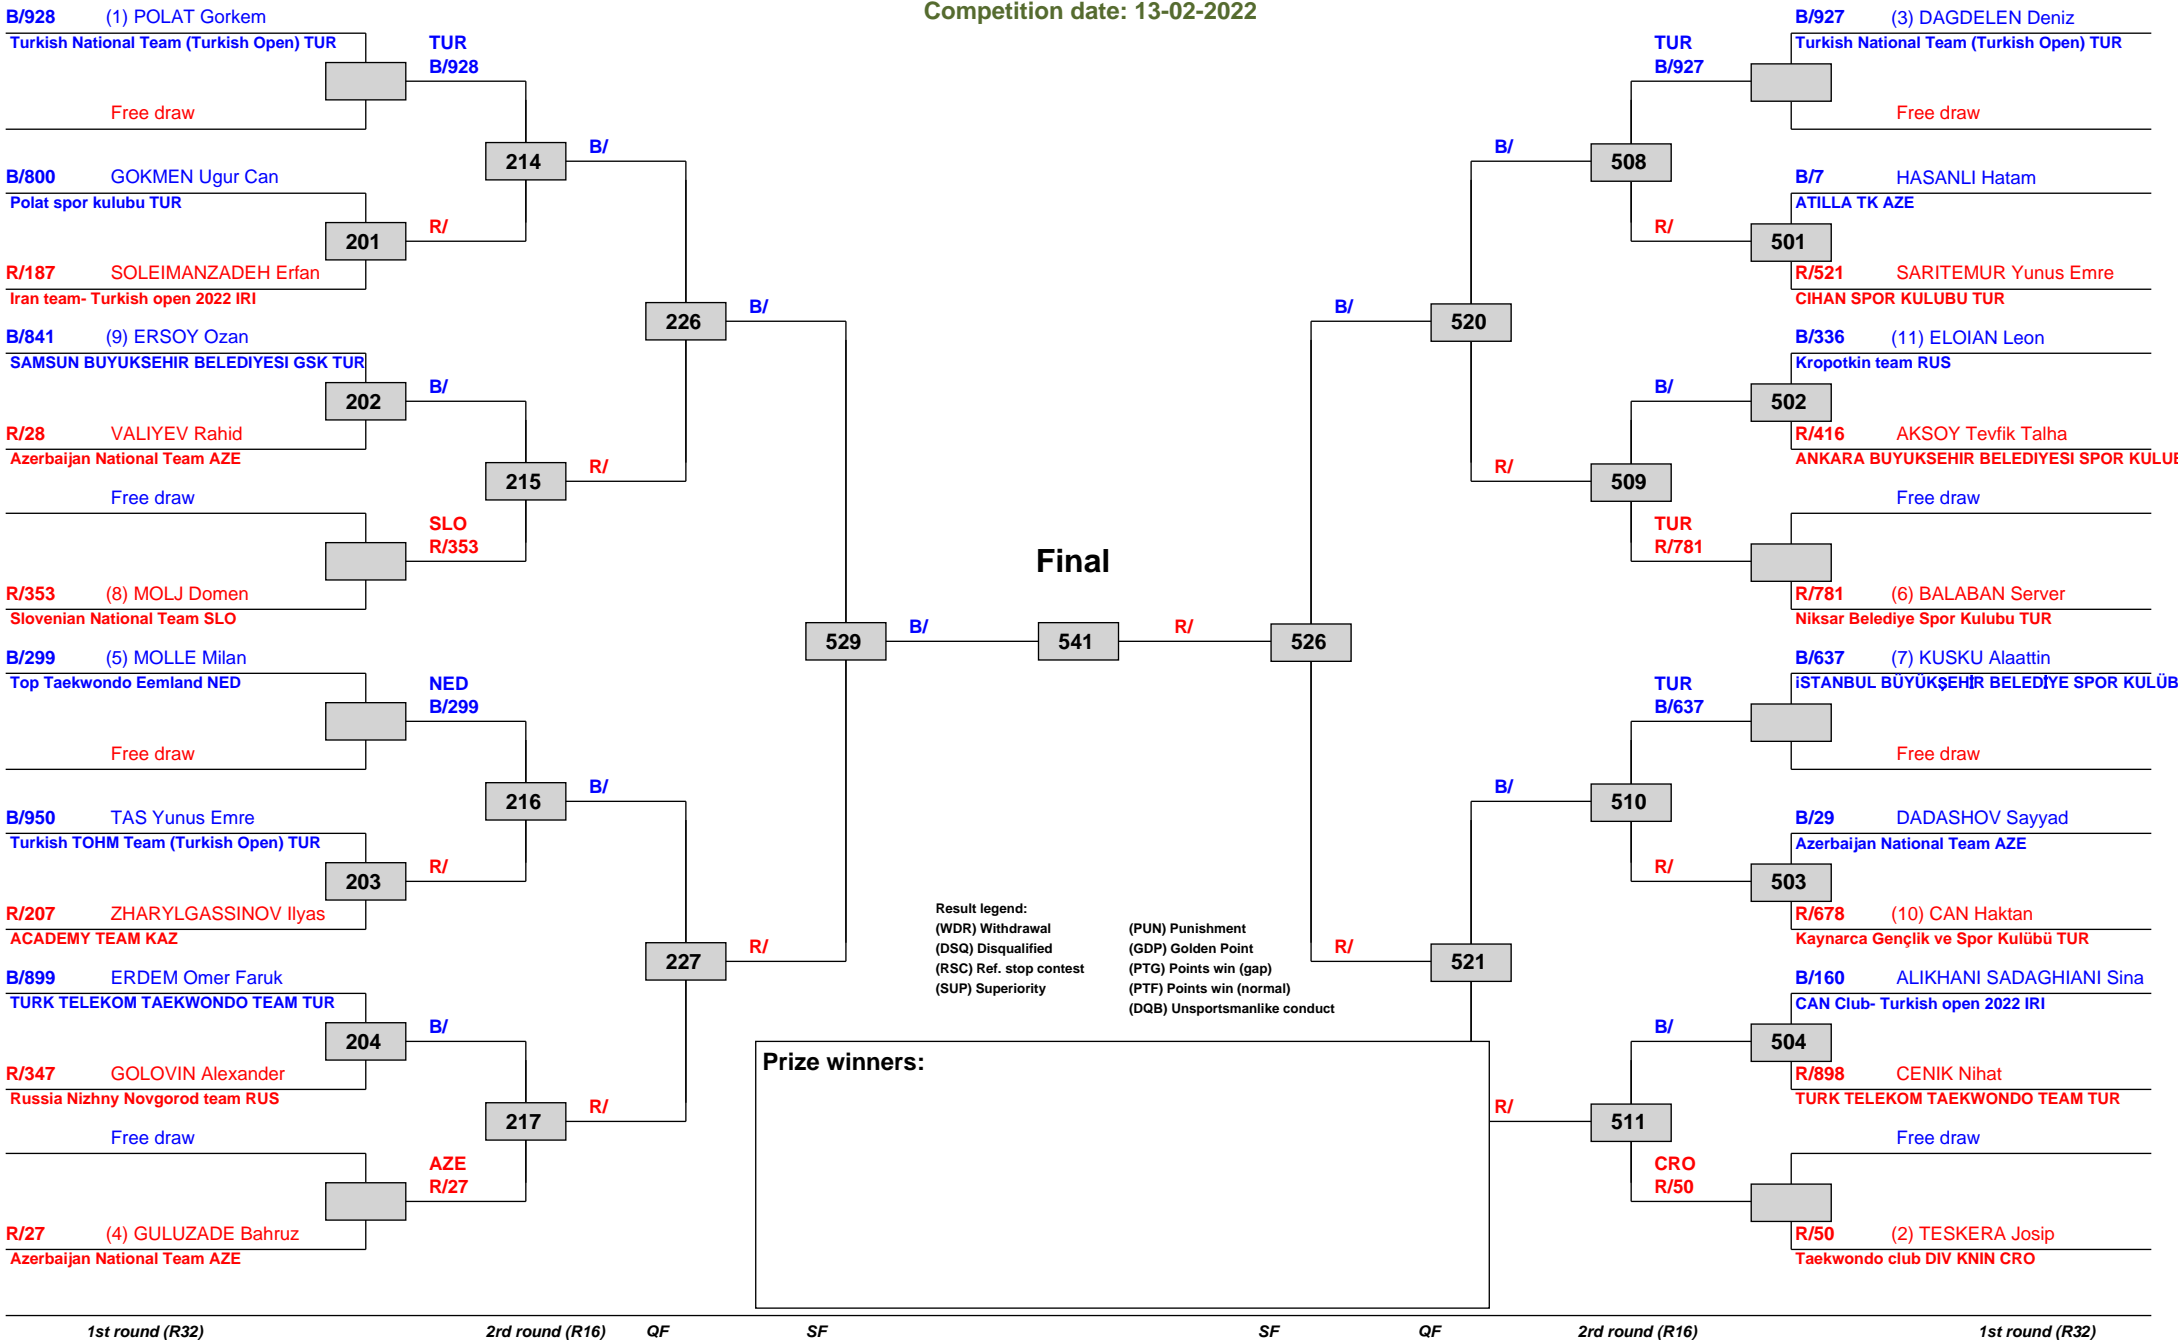 Competition date: 13-02-2022
B/928 (1) POLAT Gorkem
Turkish National Team (Turkish Open) TUR
Free draw
TUR
B/928
B/800 GOKMEN Ugur Can
Polat spor kulubu TUR
201
R/187 SOLEIMANZADEH Erfan
Iran team- Turkish open 2022 IRI
R/
214
B/
B/841 (9) ERSOY Ozan
SAMSUN BUYUKSEHIR BELEDIYESI GSK TUR
202
R/28 VALIYEV Rahid
Azerbaijan National Team AZE
B/
215
R/
Free draw
SLO
R/353
R/353 (8) MOLJ Domen
Slovenian National Team SLO
226
B/
B/299 (5) MOLLE Milan
Top Taekwondo Eemland NED
Free draw
NED
B/299
216
B/
B/950 TAS Yunus Emre
Turkish TOHM Team (Turkish Open) TUR
203
R/
R/207 ZHARYLGASSINOV Ilyas
ACADEMY TEAM KAZ
227
R/
B/899 ERDEM Omer Faruk
TURK TELEKOM TAEKWONDO TEAM TUR
204
B/
R/347 GOLOVIN Alexander
Russia Nizhny Novgorod team RUS
217
R/
Free draw
AZE
R/27
R/27 (4) GULUZADE Bahruz
Azerbaijan National Team AZE
529
B/
Final
541
R/
526
B/927 (3) DAGDELEN Deniz
Turkish National Team (Turkish Open) TUR
Free draw
TUR
B/927
508
B/
B/7 HASANLI Hatam
ATILLA TK AZE
501
R/
R/521 SARITEMUR Yunus Emre
CIHAN SPOR KULUBU TUR
520
B/
B/336 (11) ELOIAN Leon
Kropotkin team RUS
502
B/
R/416 AKSOY Tevfik Talha
ANKARA BUYUKSEHIR BELEDIYESI SPOR
509
R/
Free draw
TUR
R/781
R/781 (6) BALABAN Server
Niksar Belediye Spor Kulubu TUR
B/637 (7) KUSKU Alaattin
iSTANBUL BÜYÜKŞEHİR BELEDİYE SPOR
Free draw
TUR
B/637
510
B/
B/29 DADASHOV Sayyad
Azerbaijan National Team AZE
503
R/
R/678 (10) CAN Haktan
Kaynarca Gençlik ve Spor Kulübü TUR
521
R/
B/160 ALIKHANI SADAGHIANI Sina
CAN Club- Turkish open 2022 IRI
504
B/
R/898 CENIK Nihat
TURK TELEKOM TAEKWONDO TEAM TUR
511
R/
Free draw
CRO
R/50
R/50 (2) TESKERA Josip
Taekwondo club DIV KNIN CRO
Result legend:
(WDR) Withdrawal (PUN) Punishment
(DSQ) Disqualified (GDP) Golden Point
(RSC) Ref. stop contest (PTG) Points win (gap)
(SUP) Superiority (PTF) Points win (normal)
(DQB) Unsportsmanlike conduct
Prize winners:
1st round (R32) 2rd round (R16) QF SF SF QF 2rd round (R16) 1st round (R32)